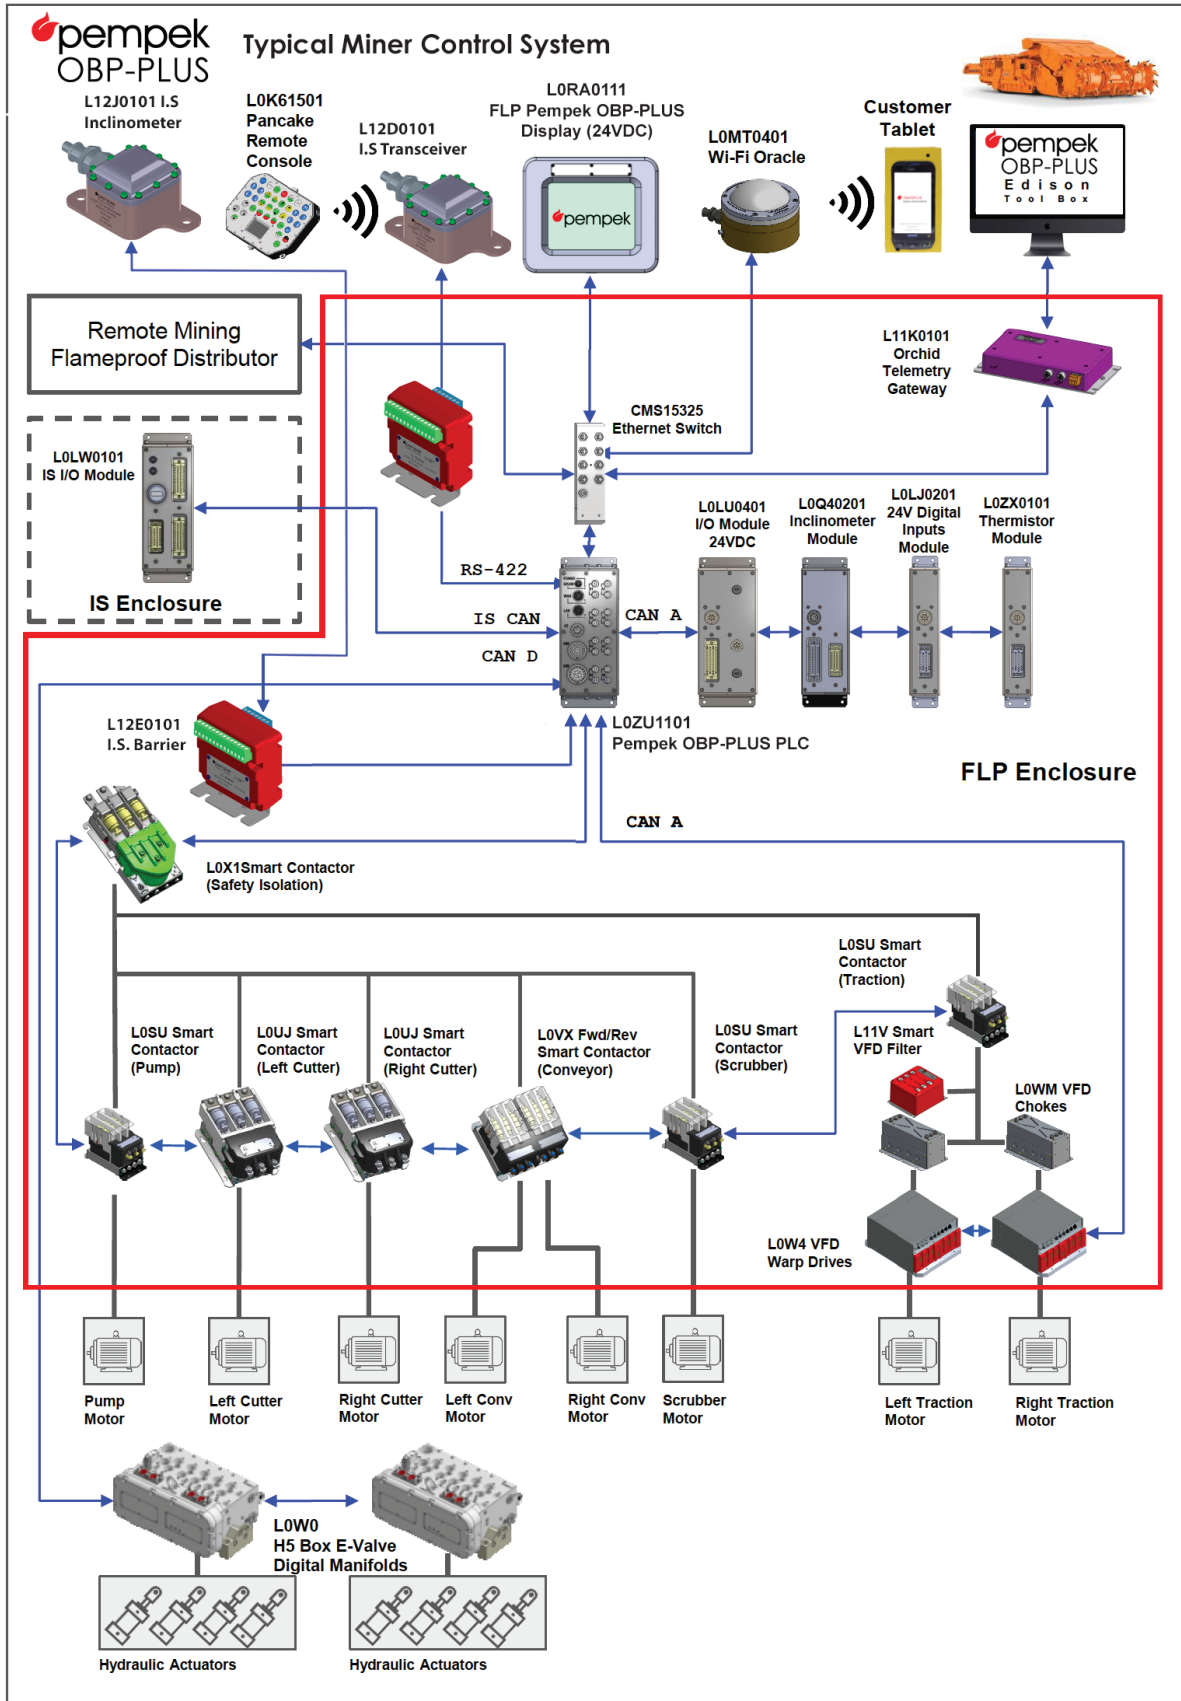 pempek
OBP-PLUS
Typical Miner Control System
L12J0101 I.S
Inclinometer
L0K61501
Pancake
Remote
Console
L12D0101
I.S Transceiver
L0RA0111
FLP Pempek OBP-PLUS
Display (24VDC)
pempek
L0MT0401
Wi-Fi Oracle
Customer
Tablet
pempek
OBP-PLUS
Edison
Tool Box
Remote Mining
Flameproof Distributor
L11K0101
Orchid
Telemetry
Gateway
CMS15325
Ethernet Switch
L0LW0101
IS I/O Module
IS Enclosure
L0LU0401
I/O Module
24VDC
L0Q40201
Inclinometer
Module
L0LJ0201
24V Digital
Inputs
Module
L0ZX0101
Thermistor
Module
RS-422
IS CAN
CAN A
CAN D
L12E0101
I.S. Barrier
L0ZU1101
Pempek OBP-PLUS PLC
FLP Enclosure
CAN A
L0X1Smart Contactor
(Safety Isolation)
L0SU Smart
Contactor
(Traction)
L0SU Smart
Contactor
(Pump)
L0UJ Smart
Contactor
(Left Cutter)
L0UJ Smart
Contactor
(Right Cutter)
L0VX Fwd/Rev
Smart Contactor
(Conveyor)
L0SU Smart
Contactor
(Scrubber)
L11V Smart
VFD Filter
L0WM VFD
Chokes
L0W4 VFD
Warp Drives
Pump
Motor
Left Cutter
Motor
Right Cutter
Motor
Left Conv
Motor
Right Conv
Motor
Scrubber
Motor
Left Traction
Motor
Right Traction
Motor
L0W0
H5 Box E-Valve
Digital Manifolds
Hydraulic Actuators
Hydraulic Actuators